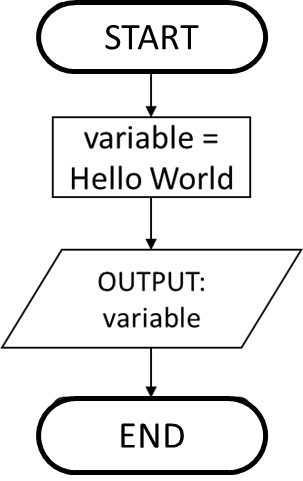 START
variable =
Hello World
OUTPUT:
variable
END